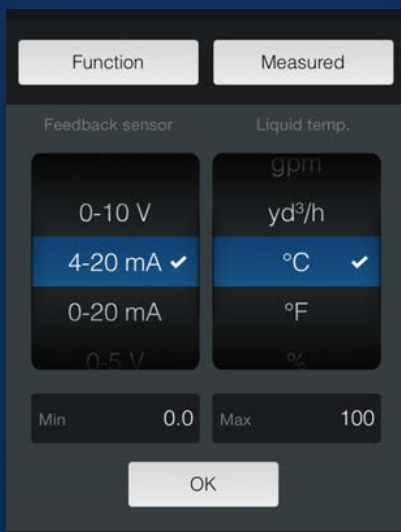 Function Measured
Feedback sensor Liquid temp.
gpm
0-10 V yd³/h
4-20 mA °C
0-20 mA °F
0-5 V %
Min 0.0 Max 100
OK